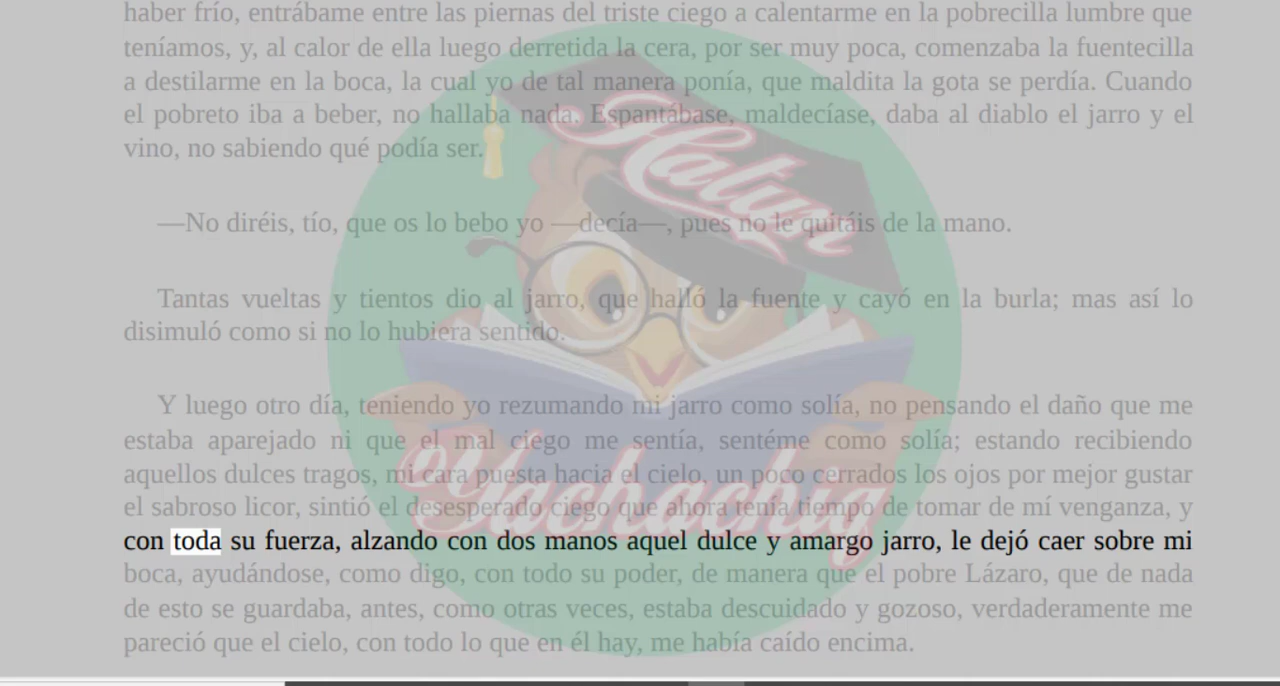 haber frío, entrábame entre las piernas del triste ciego a calentarme en la pobrecilla lumbre que
teníamos, y, al calor de ella luego derretida la cera, por ser muy poca, comenzaba la fuentecilla
a destilarme en la boca, la cual yo de tal manera ponía, que maldita la gota se perdía. Cuando
el pobreto iba a beber, no hallaba nada. Espantábase, maldecíase, daba al diablo el jarro y el
vino, no sabiendo qué podía ser.
—No diréis, tío, que os lo bebo yo —decía—, pues no le quitáis de la mano.
Tantas vueltas y tientos dio al jarro, que halló la fuente y cayó en la burla; mas así lo
disimuló como si no lo hubiera sentido.
Y luego otro día, teniendo yo rezumando mi jarro como solía, no pensando el daño que me
estaba aparejado ni que el mal ciego me sentía, sentéme como solía; estando recibiendo
aquellos dulces tragos, mi cara puesta hacia el cielo, un poco cerrados los ojos por mejor gustar
el sabroso licor, sintió el desesperado ciego que ahora tenía tiempo de tomar de mí venganza, y
con toda su fuerza, alzando con dos manos aquel dulce y amargo jarro, le dejó caer sobre mi
boca, ayudándose, como digo, con todo su poder, de manera que el pobre Lázaro, que de nada
de esto se guardaba, antes, como otras veces, estaba descuidado y gozoso, verdaderamente me
pareció que el cielo, con todo lo que en él hay, me había caído encima.
Hatun
Yachachiq